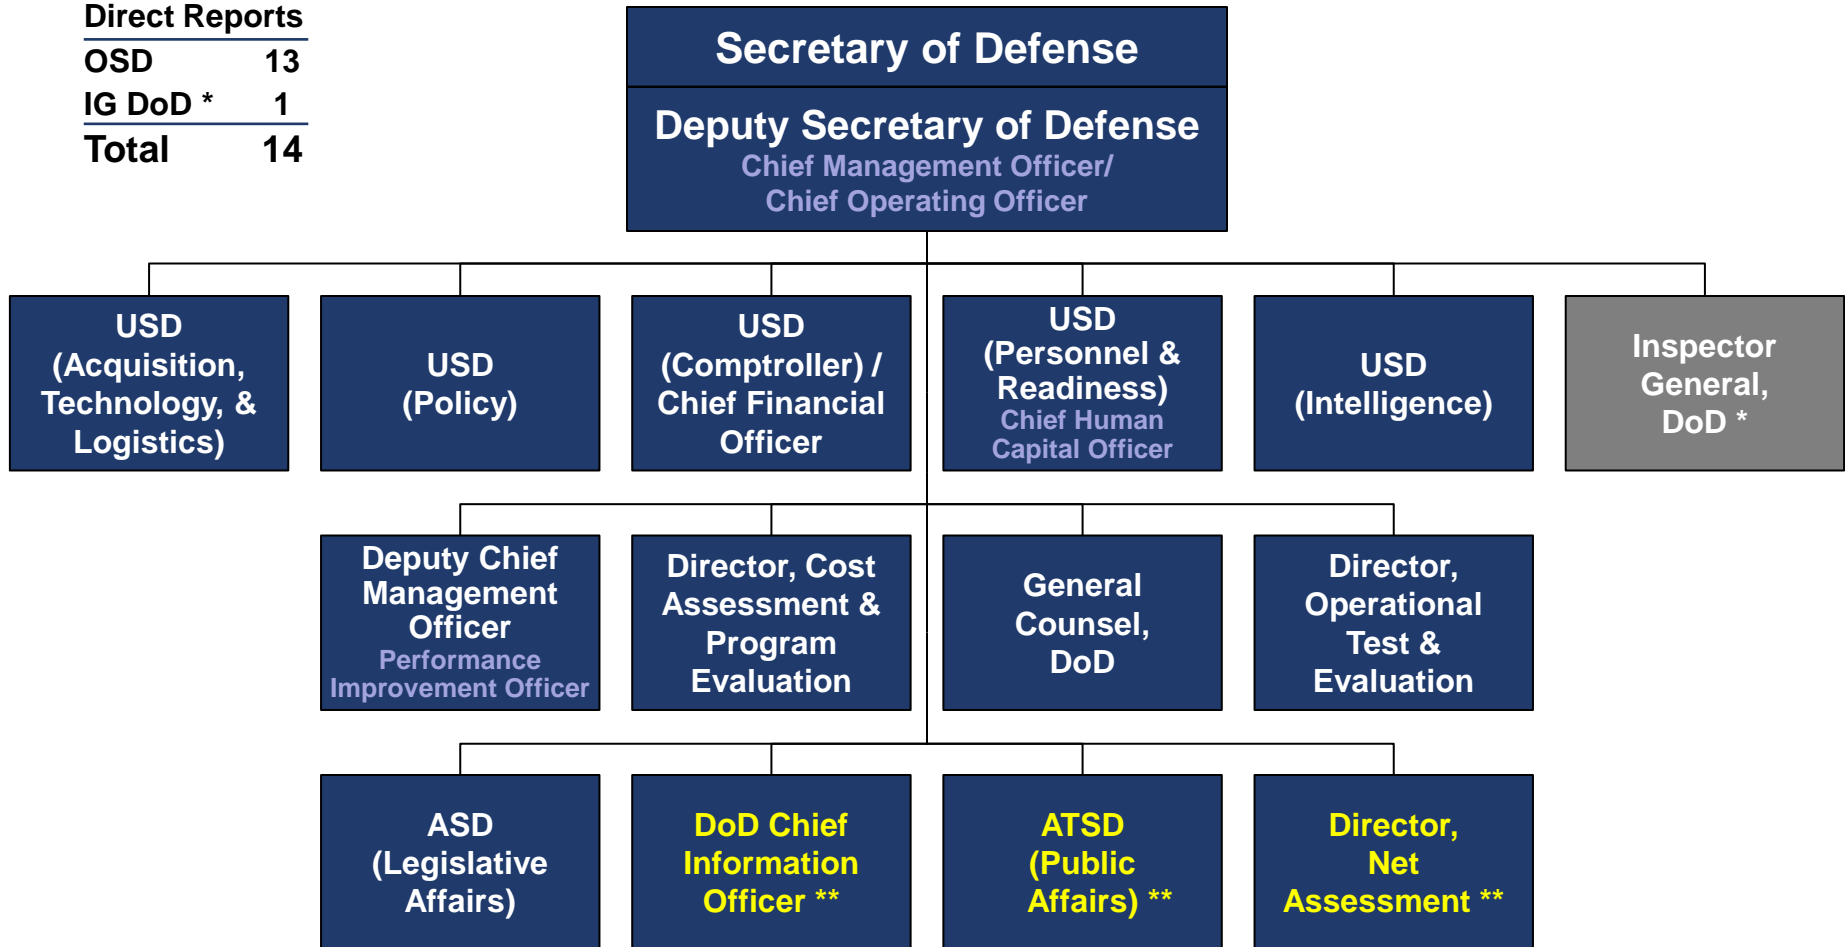 Direct Reports
OSD 13
IG DoD * 1
Total 14
Secretary of Defense
Deputy Secretary of Defense
Chief Management Officer/
Chief Operating Officer
USD
(Acquisition,
Technology, &
Logistics)
USD
(Policy)
USD
(Comptroller) /
Chief Financial
Officer
USD
(Personnel &
Readiness)
Chief Human
Capital Officer
USD
(Intelligence)
Inspector
General,
DoD *
Deputy Chief
Management
Officer
Performance
Improvement Officer
Director, Cost
Assessment &
Program
Evaluation
General
Counsel,
DoD
Director,
Operational
Test &
Evaluation
ASD
(Legislative
Affairs)
DoD Chief
Information
Officer **
ATSD
(Public
Affairs) **
Director,
Net
Assessment **